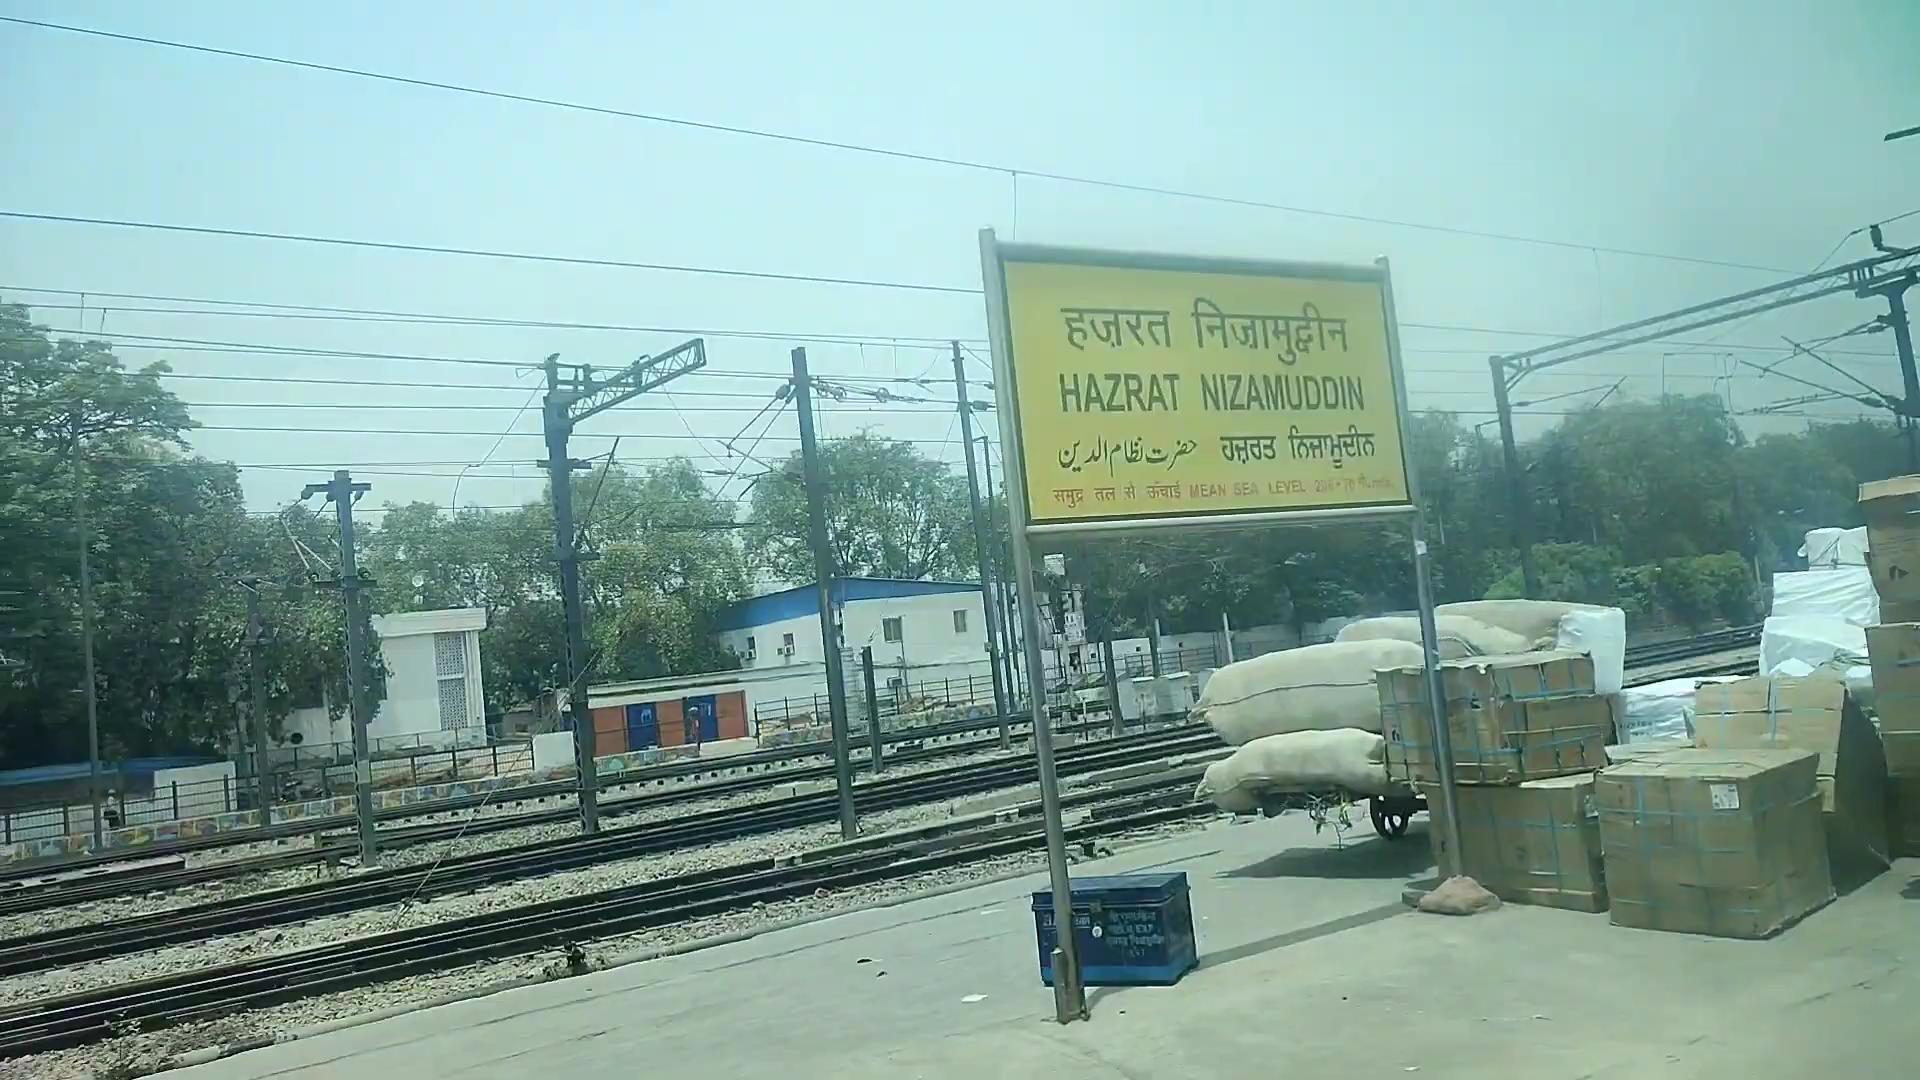 हज़रत निज़ामुद्दीन
HAZRAT NIZAMUDDIN
حضرت نظام الدین ਹਜ਼ਰਤ ਨਿਜ਼ਾਮੂਦੀਨ
समुद्र तल से ऊँचाई MEAN SEA LEVEL